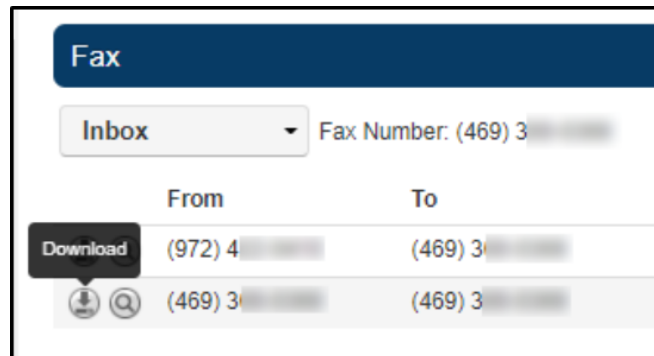 Fax
Inbox Fax Number: (469) 3
From To
Download (972) 4 (469) 3
(469) 3 (469) 3